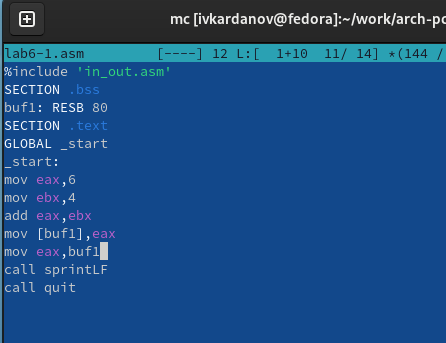 mc [ivkardanov@fedora]:~/work/arch-pc
lab6-1.asm [----] 12 L:[ 1+10 11/ 14] *(144 /
%include 'in_out.asm'
SECTION .bss
buf1: RESB 80
SECTION .text
GLOBAL _start
_start:
mov eax,6
mov ebx,4
add eax,ebx
mov [buf1],eax
mov eax,buf1
call sprintLF
call quit